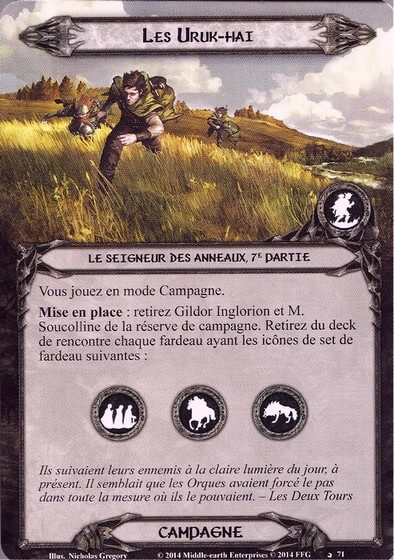 Les Uruk-hai
Le Seigneur des Anneaux, 7e partie
Vous jouez en mode Campagne.
Mise en place : retirez Gildor Inglorion et M.
Soucolline de la réserve de campagne. Retirez du deck
de rencontre chaque fardeau ayant les icônes de set de
fardeau suivantes :
Ils suivaient leurs ennemis à la claire lumière du jour, à
présent. Il semblait que les Orques avaient forcé le pas
dans toute la mesure où ils le pouvaient. – Les Deux Tours
Campagne
Illus. Nicholas Gregory © 2014 Middle-earth Enterprises © 2014 FFG 71